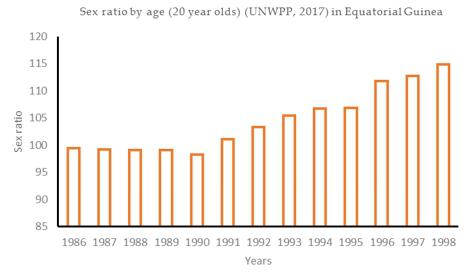 Sex ratio by age (20 year olds) (UNWPP, 2017) in Equatorial Guinea
120
115
110
105
100
95
90
85
Sex ratio
1986 1987 1988 1989 1990 1991 1992 1993 1994 1995 1996 1997 1998
Years